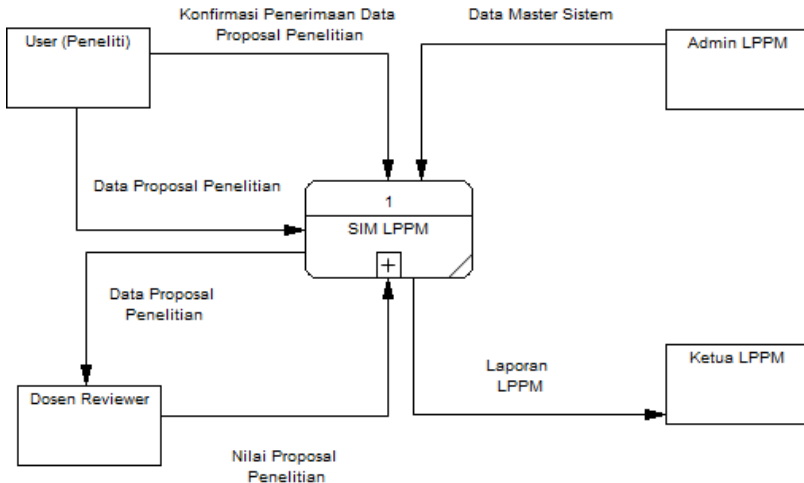 Konfirmasi Penerimaan Data
Proposal Penelitian
Data Master Sistem
User (Peneliti)
Admin LPPM
Data Proposal Penelitian
1
SIM LPPM
+
Data Proposal
Penelitian
Laporan
LPPM
Ketua LPPM
Dosen Reviewer
Nilai Proposal
Penelitian